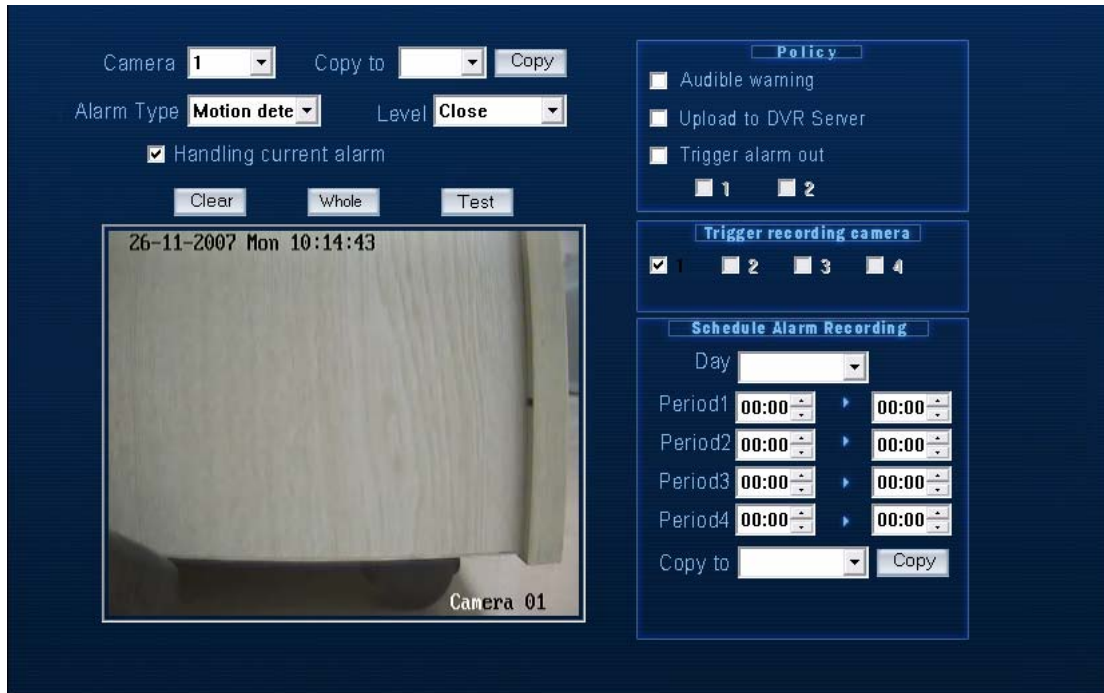 Camera 1 Copy to Copy
Alarm Type Motion dete Level Close
Handling current alarm
Clear Whole Test
26-11-2007 Mon 10:14:43
Camera 01
Policy
Audible warning
Upload to DVR Server
Trigger alarm out
1 2
Trigger recording camera
1 2 3 4
Schedule Alarm Recording
Day
Period1 00:00 00:00
Period2 00:00 00:00
Period3 00:00 00:00
Period4 00:00 00:00
Copy to Copy